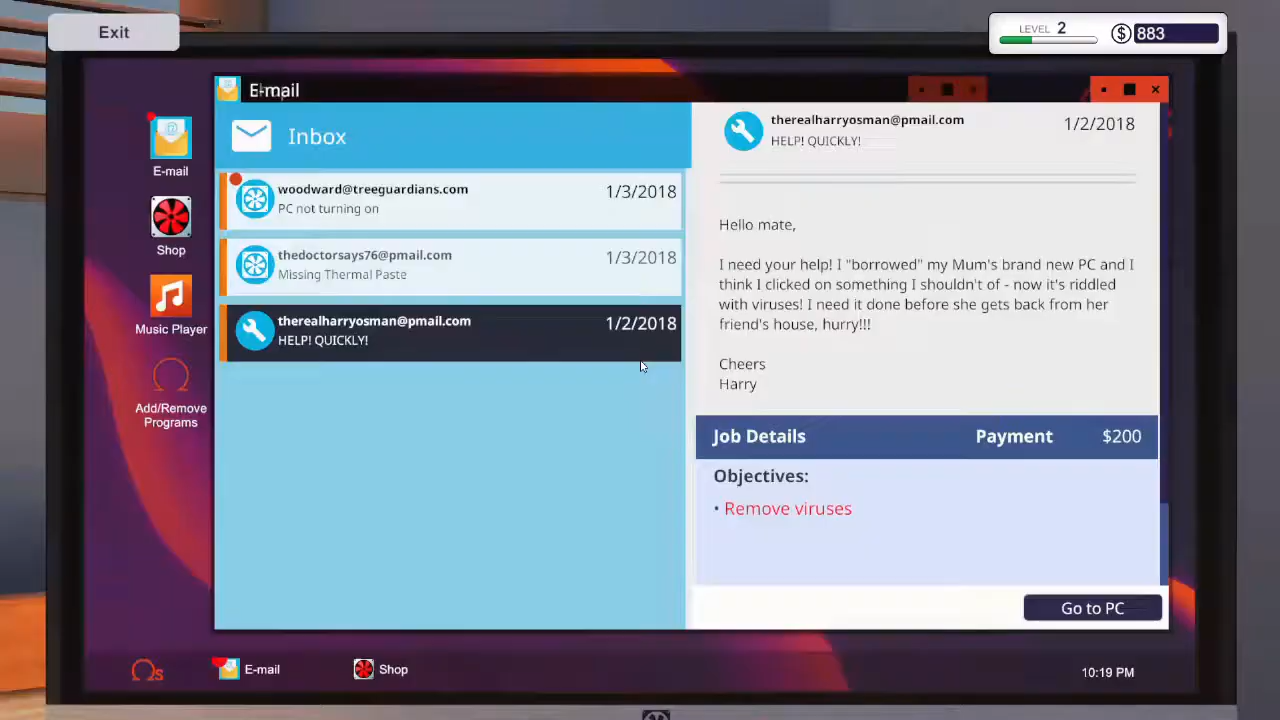 Exit
LEVEL 2
$ 883
E-mail
E-mail
Shop
Music Player
Add/Remove
Programs
Inbox
woodward@treeguardians.com
1/3/2018
PC not turning on
thedoctorsays76@pmail.com
1/3/2018
Missing Thermal Paste
therealharryosman@pmail.com
1/2/2018
HELP! QUICKLY!
therealharryosman@pmail.com
1/2/2018
HELP! QUICKLY!
Hello mate,
I need your help! I "borrowed" my Mum's brand new PC and I
think I clicked on something I shouldn't of - now it's riddled
with viruses! I need it done before she gets back from her
friend's house, hurry!!!
Cheers
Harry
Job Details Payment $200
Objectives:
• Remove viruses
Go to PC
Ωs
E-mail
Shop
10:19 PM